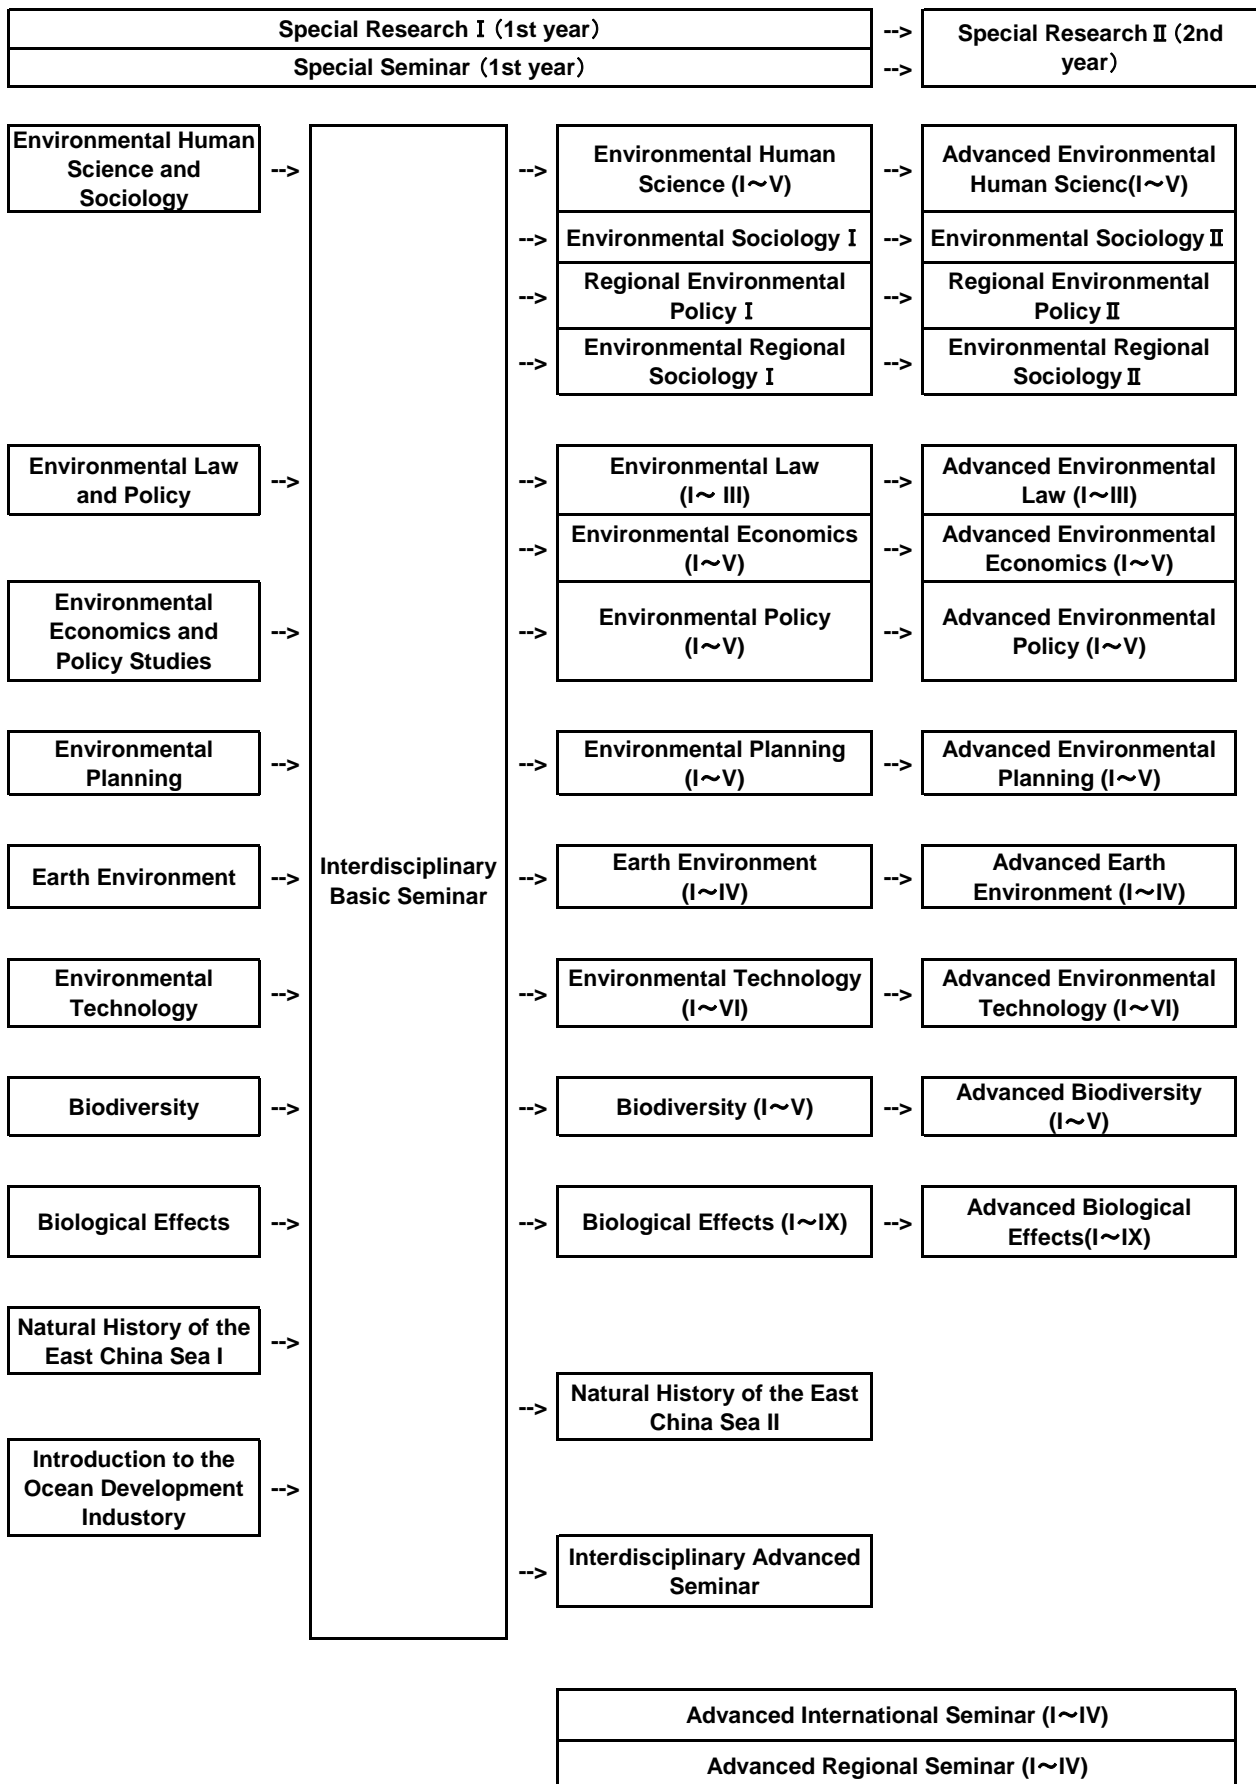 Special Research Ⅰ（1st year） --> Special Research Ⅱ（2nd
year）
Special Seminar（1st year） -->
Environmental Human
Science and
Sociology
-->
-->
Environmental Human
Science (I～V)
-->
Advanced Environmental
Human Scienc(I～V)
--> Environmental Sociology Ⅰ --> Environmental Sociology Ⅱ
-->
Regional Environmental
Policy Ⅰ
-->
Regional Environmental
Policy Ⅱ
-->
Environmental Regional
Sociology Ⅰ
-->
Environmental Regional
Sociology Ⅱ
Environmental Law
and Policy
-->
-->
Environmental Law
(I～ III)
-->
Advanced Environmental
Law (I～III)
-->
Environmental Economics
(I～V)
-->
Advanced Environmental
Economics (I～V)
Environmental
Economics and
Policy Studies
-->
-->
Environmental Policy
(I～V)
-->
Advanced Environmental
Policy (I～V)
Environmental
Planning
-->
-->
Environmental Planning
(I～V)
-->
Advanced Environmental
Planning (I～V)
Earth Environment
-->
Interdisciplinary
Basic Seminar
-->
Earth Environment
(I～IV)
-->
Advanced Earth
Environment (I～IV)
Environmental
Technology
-->
-->
Environmental Technology
(I～VI)
-->
Advanced Environmental
Technology (I～VI)
Biodiversity
-->
-->
Biodiversity (I～V)
-->
Advanced Biodiversity
(I～V)
Biological Effects
-->
-->
Biological Effects (I～IX)
-->
Advanced Biological
Effects(I～IX)
Natural History of the
East China Sea I
-->
-->
Natural History of the East
China Sea II
Introduction to the
Ocean Development
Industory
-->
-->
Interdisciplinary Advanced
Seminar
Advanced International Seminar (I～IV)
Advanced Regional Seminar (I～IV)